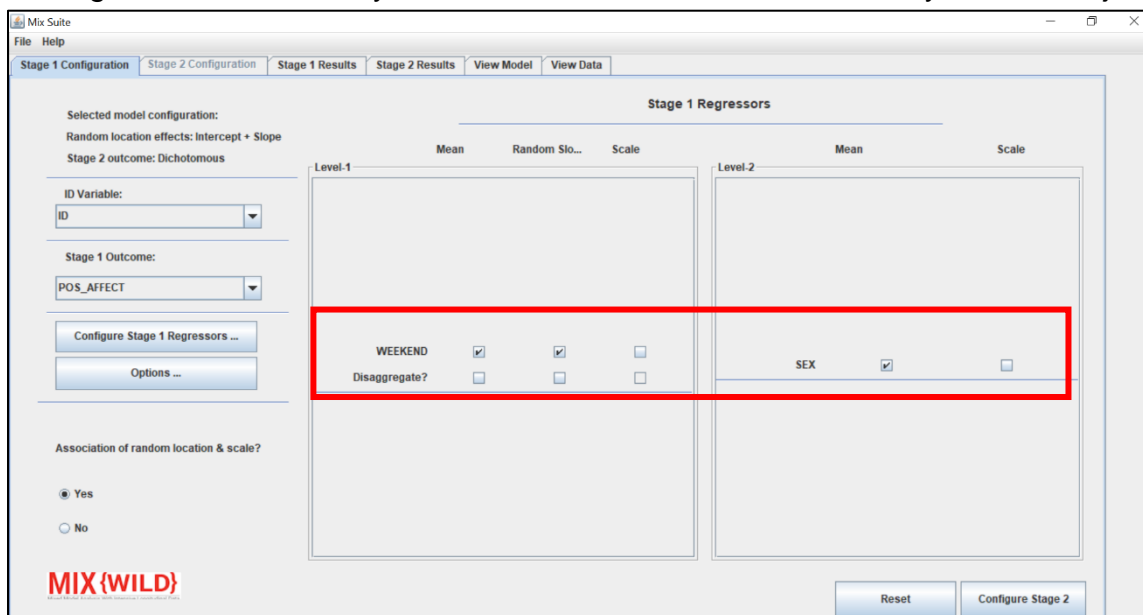 Mix Suite
File Help
Stage 1 Configuration Stage 2 Configuration Stage 1 Results Stage 2 Results View Model View Data
Stage 1 Regressors
Selected model configuration:
Random location effects: Intercept + Slope
Stage 2 outcome: Dichotomous
Mean Random Slo... Scale
Mean Scale
Level-1
Level-2
ID Variable:
ID
Stage 1 Outcome:
POS_AFFECT
Configure Stage 1 Regressors ...
Options ...
WEEKEND
Disaggregate?
SEX
Association of random location & scale?
Yes
No
MIX {WILD}
Reset Configure Stage 2